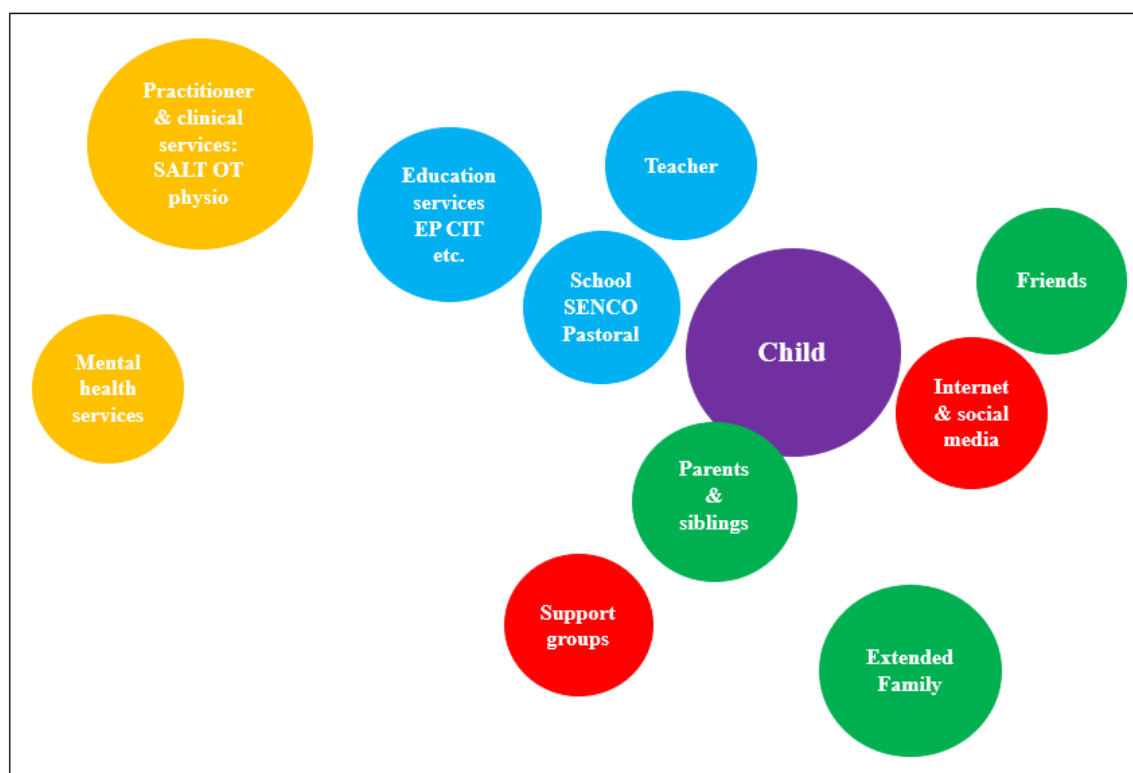 Practitioner
& clinical
services:
SALT OT
physio
Education
services
EP CIT
etc.
Teacher
School
SENCO
Pastoral
Friends
Child
Mental
health
services
Internet
& social
media
Parents
&
siblings
Support
groups
Extended
Family